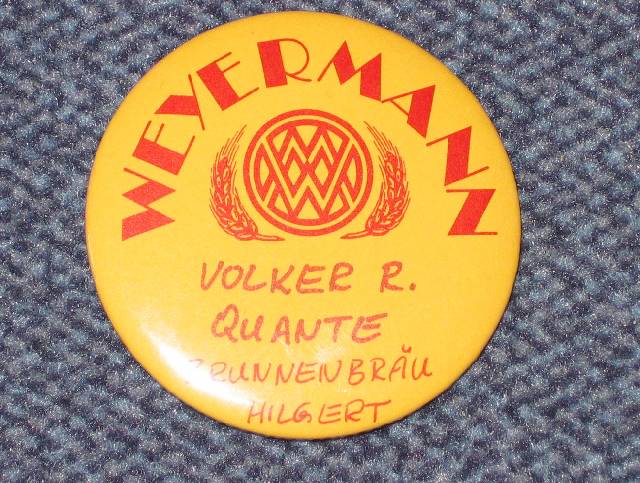 WEYERMANN
VOLKER R.
QUANTE
BRUNNENBRÄU
HILGERT